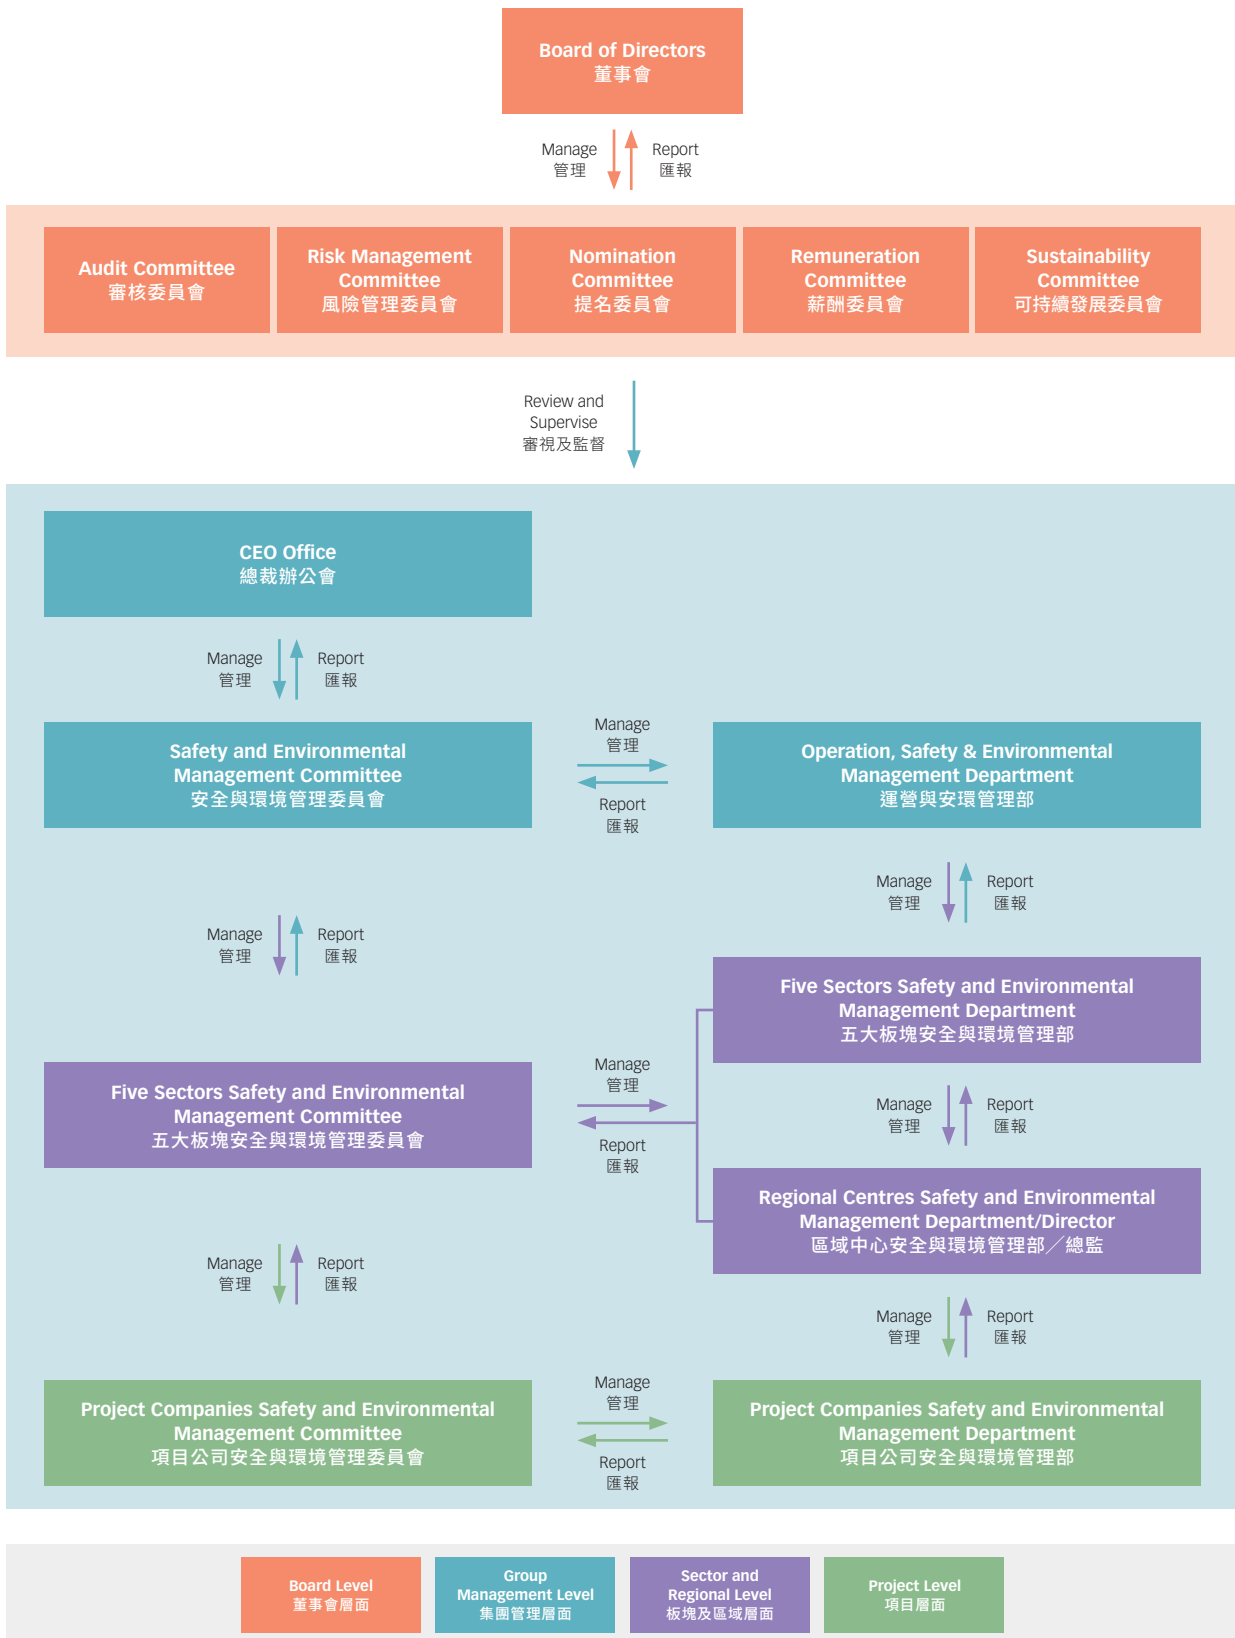 Board of Directors
董事會
Manage
管理
Report
匯報
Audit Committee
審核委員會
Risk Management
Committee
風險管理委員會
Nomination
Committee
提名委員會
Remuneration
Committee
薪酬委員會
Sustainability
Committee
可持續發展委員會
Review and
Supervise
審視及監督
CEO Office
總裁辦公會
Manage
管理
Report
匯報
Safety and Environmental
Management Committee
安全與環境管理委員會
Manage
管理
Report
匯報
Operation, Safety & Environmental
Management Department
運營與安環管理部
Manage
管理
Report
匯報
Manage
管理
Report
匯報
Five Sectors Safety and Environmental
Management Department
五大板塊安全與環境管理部
Five Sectors Safety and Environmental
Management Committee
五大板塊安全與環境管理委員會
Manage
管理
Report
匯報
Manage
管理
Report
匯報
Regional Centres Safety and Environmental
Management Department/Director
區域中心安全與環境管理部／總監
Manage
管理
Report
匯報
Manage
管理
Report
匯報
Project Companies Safety and Environmental
Management Committee
項目公司安全與環境管理委員會
Manage
管理
Report
匯報
Project Companies Safety and Environmental
Management Department
項目公司安全與環境管理部
Board Level
董事會層面
Group
Management Level
集團管理層面
Sector and
Regional Level
板塊及區域層面
Project Level
項目層面